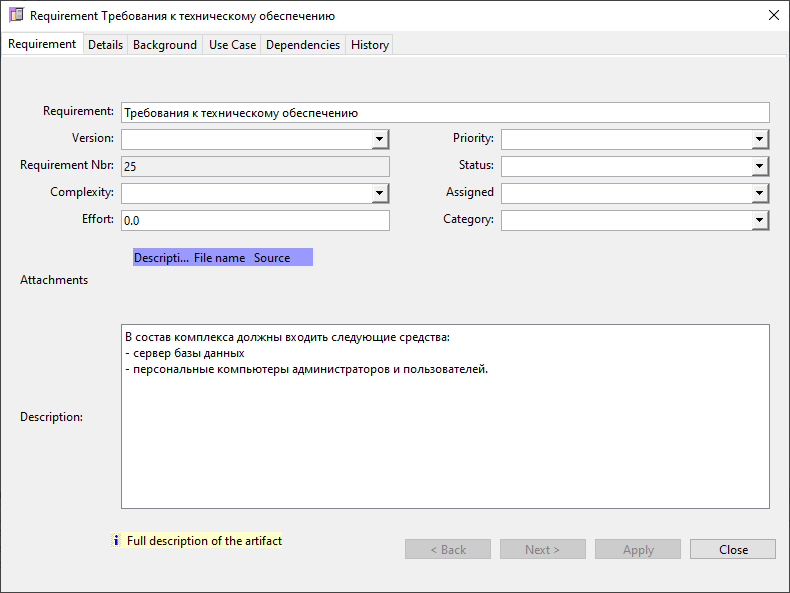 Requirement Требования к техническому обеспечению
Requirement Details Background Use Case Dependencies History
Requirement: Требования к техническому обеспечению
Version: Priority:
Requirement Nbr: 25 Status:
Complexity: Assigned
Effort: 0.0 Category:
Descripti... File name Source
Attachments
В состав комплекса должны входить следующие средства:
- сервер базы данных
- персональные компьютеры администраторов и пользователей.
Description:
i Full description of the artifact
< Back Next > Apply Close